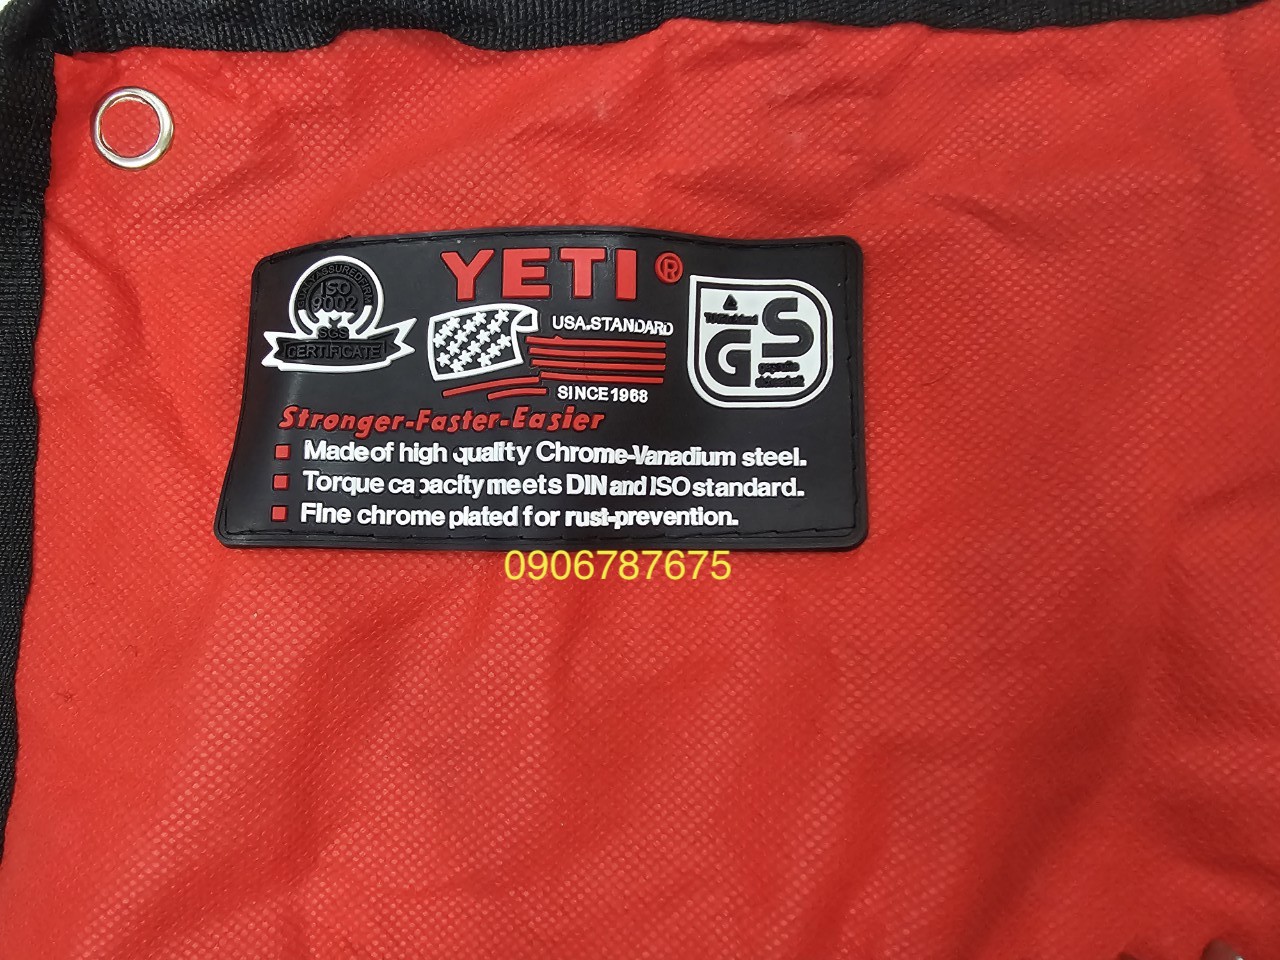 YETI ®
ISO
9002
SGS
CERTIFICATE
USA.STANDARD
SINCE 1968
GS
Stronger-Faster-Easier
Made of high quality Chrome-Vanadium steel.
Torque capacity meets DIN and ISO standard.
Fine chrome plated for rust-prevention.
0906787675